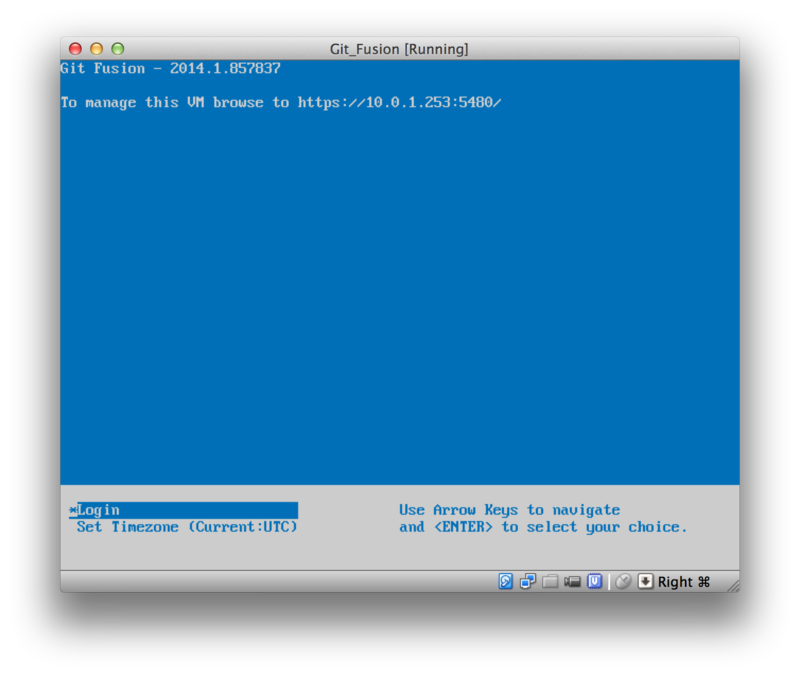 Git_Fusion [Running]
Git Fusion - 2014.1.857837
To manage this VM browse to https://10.0.1.253:5480/
*Login
Set Timezone (Current:UTC)
Use Arrow Keys to navigate
and <ENTER> to select your choice.
Right ⌘